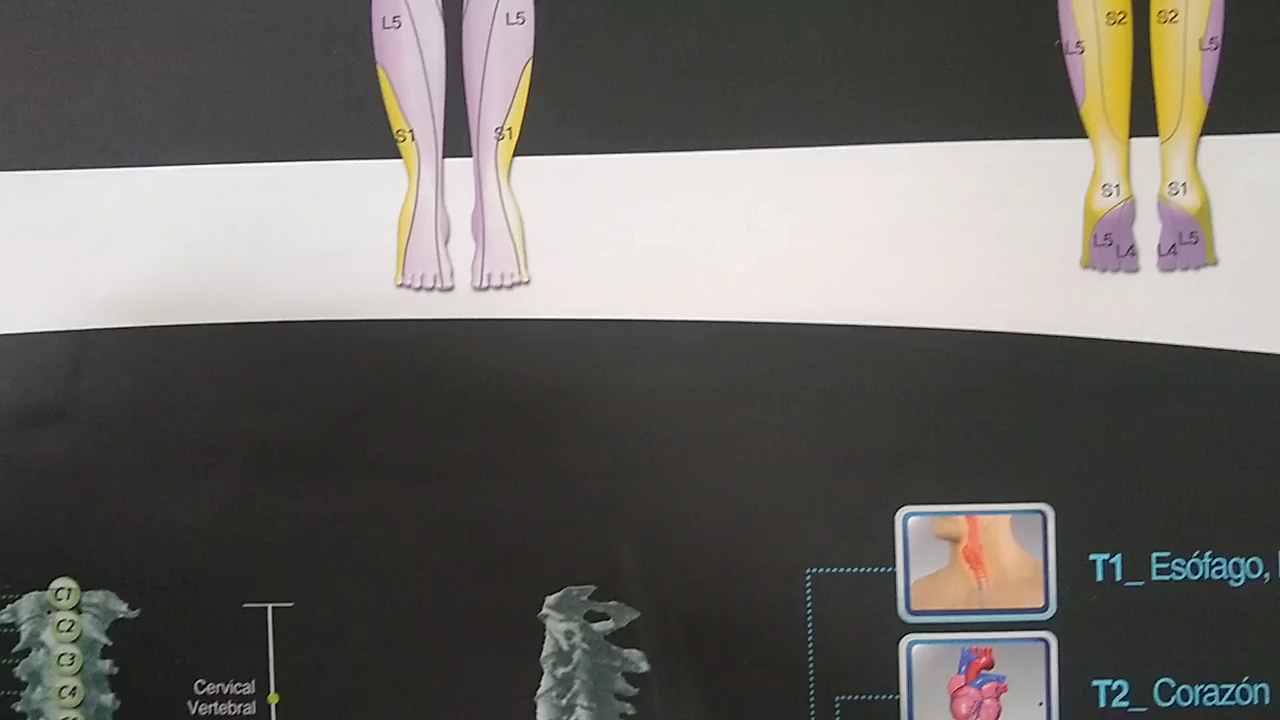 L5 L5
S1 S1
S2 S2
L5 L5
S1 S1
L5 L4 L4 L5
C1
C2
C3
C4
Cervical
Vertebral
T1_ Esófago,
T2_ Corazón